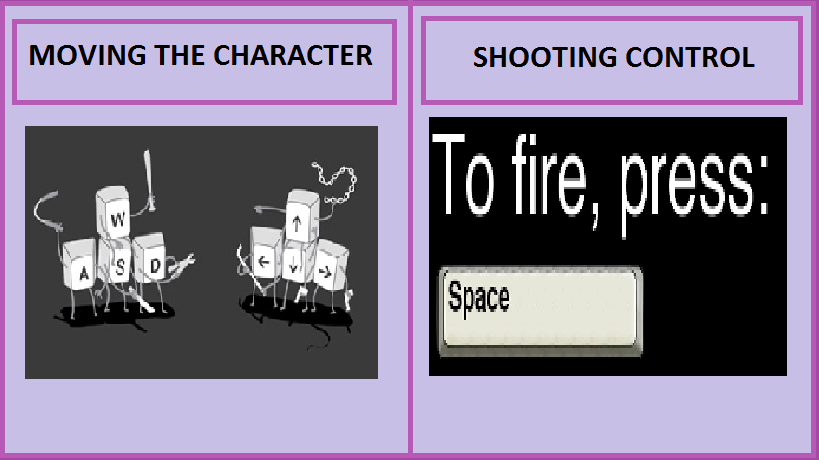 MOVING THE CHARACTER
W
A S D
↑
← ↓ →
SHOOTING CONTROL
To fire, press:
Space